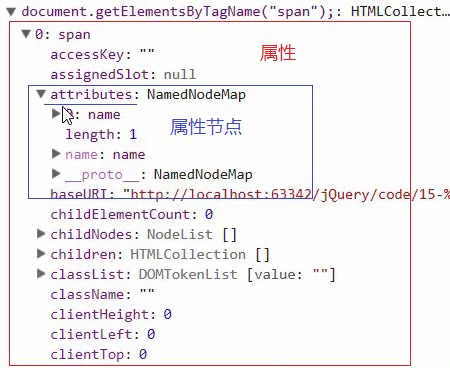 ▼ document.getElementsByTagName("span");: HTMLCollect…
▼ 0: span
属性
accessKey: ""
assignedSlot: null
▼ attributes: NamedNodeMap
▶ 0: name
属性节点
length: 1
▶ name: name
▶ __proto__: NamedNodeMap
baseURI: "http://localhost:63342/jQuery/code/15-%
childElementCount: 0
▶ childNodes: NodeList []
▶ children: HTMLCollection []
▶ classList: DOMTokenList [value: ""]
className: ""
clientHeight: 0
clientLeft: 0
clientTop: 0